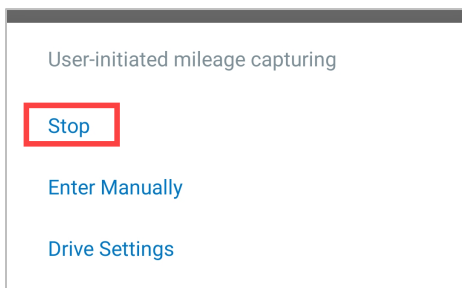 User-initiated mileage capturing
Stop
Enter Manually
Drive Settings